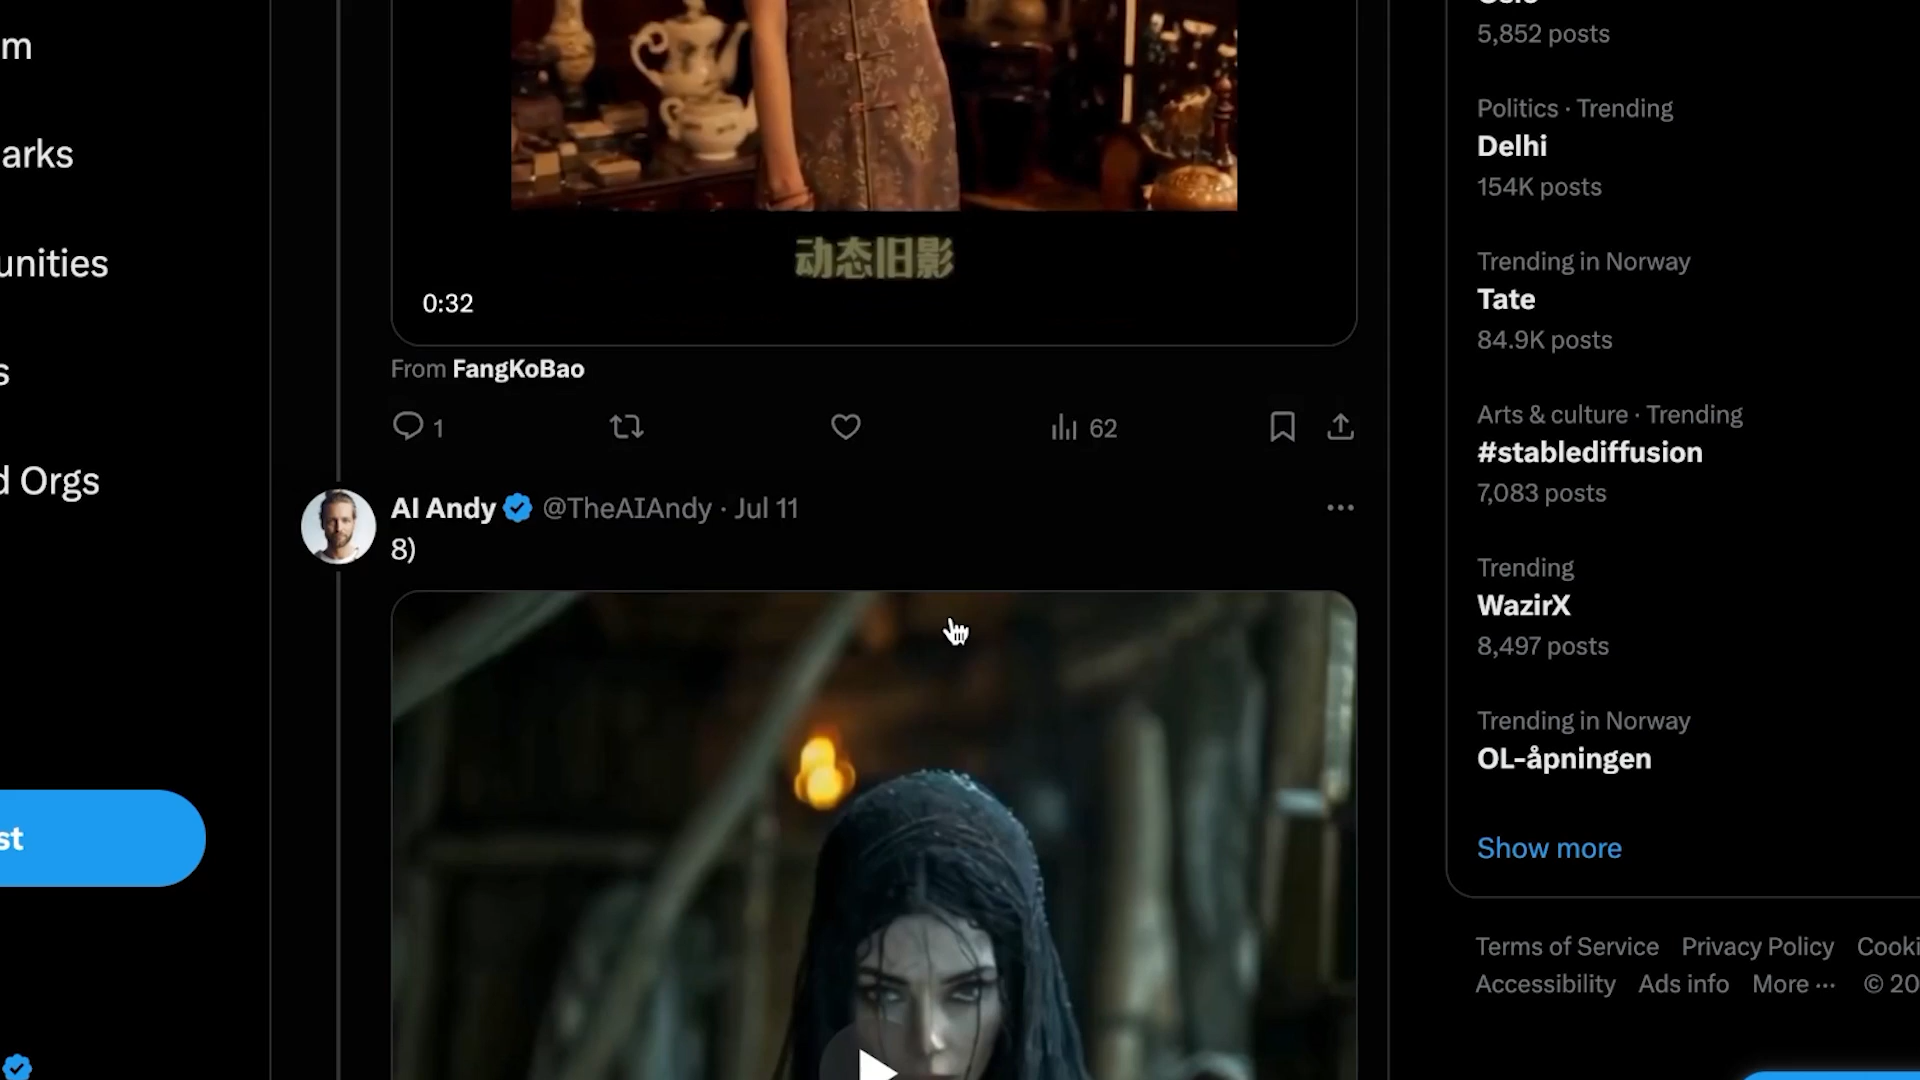 m
arks
unities
s
d Orgs
st
动态旧影
0:32
From FangKoBao
1
62
AI Andy @TheAIAndy · Jul 11
8)
5,852 posts
Politics · Trending
Delhi
154K posts
Trending in Norway
Tate
84.9K posts
Arts & culture · Trending
#stablediffusion
7,083 posts
Trending
WazirX
8,497 posts
Trending in Norway
OL-åpningen
Show more
Terms of Service Privacy Policy Cooki
Accessibility Ads info More ··· © 20